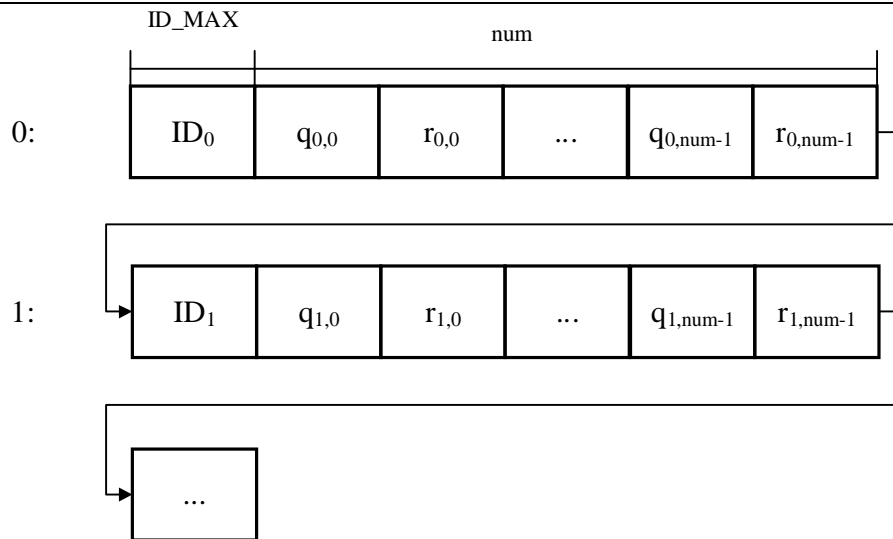 ID_MAX
num
0:
ID0 q0,0 r0,0 ... q0,num-1 r0,num-1
1:
ID1 q1,0 r1,0 ... q1,num-1 r1,num-1
...